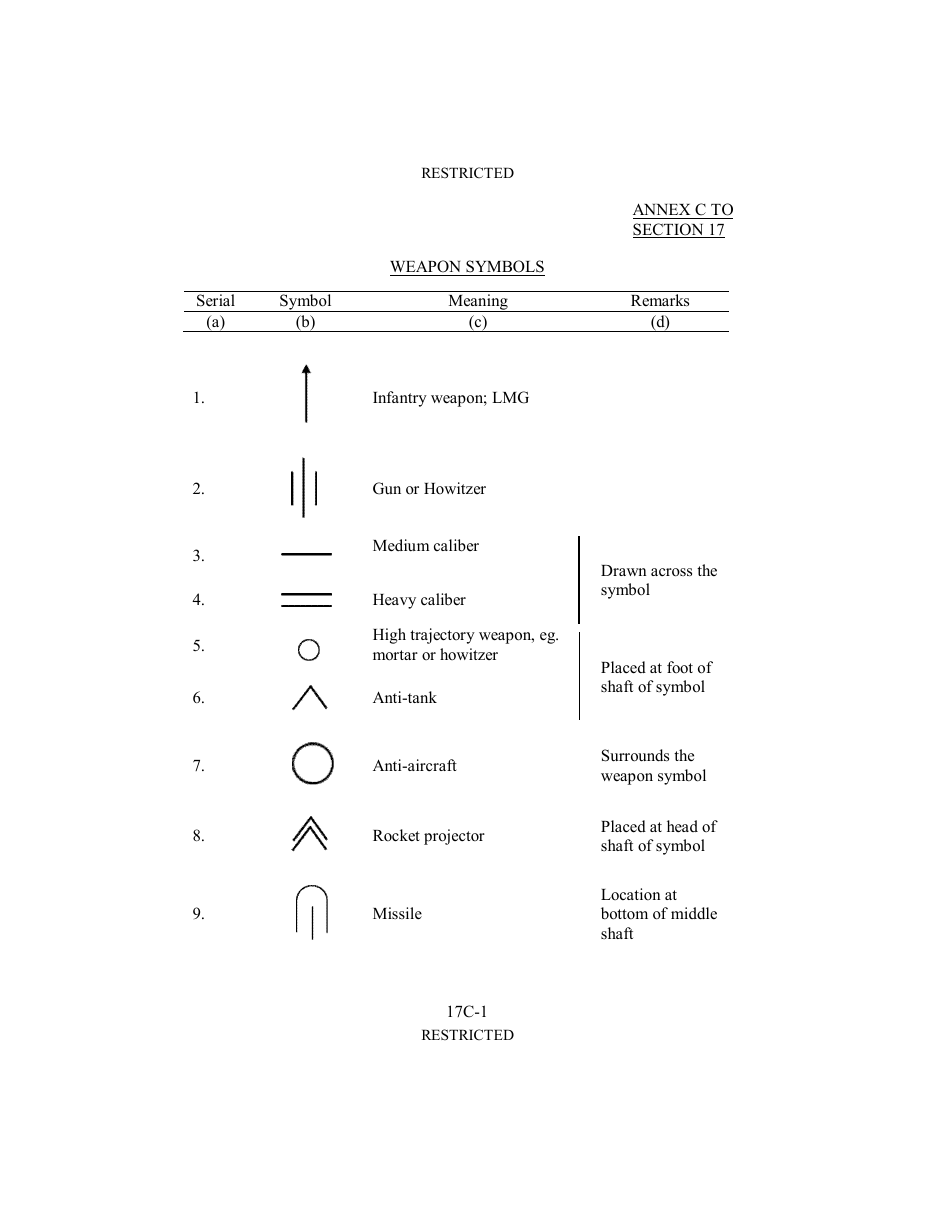 RESTRICTED
ANNEX C TO
SECTION 17
WEAPON SYMBOLS
Serial Symbol Meaning Remarks
(a) (b) (c) (d)
1. Infantry weapon; LMG
2. Gun or Howitzer
3. Medium caliber
Drawn across the
symbol
4. Heavy caliber
5. High trajectory weapon, eg.
mortar or howitzer
Placed at foot of
shaft of symbol
6. Anti-tank
7. Anti-aircraft
Surrounds the
weapon symbol
8. Rocket projector
Placed at head of
shaft of symbol
9. Missile
Location at
bottom of middle
shaft
17C-1
RESTRICTED